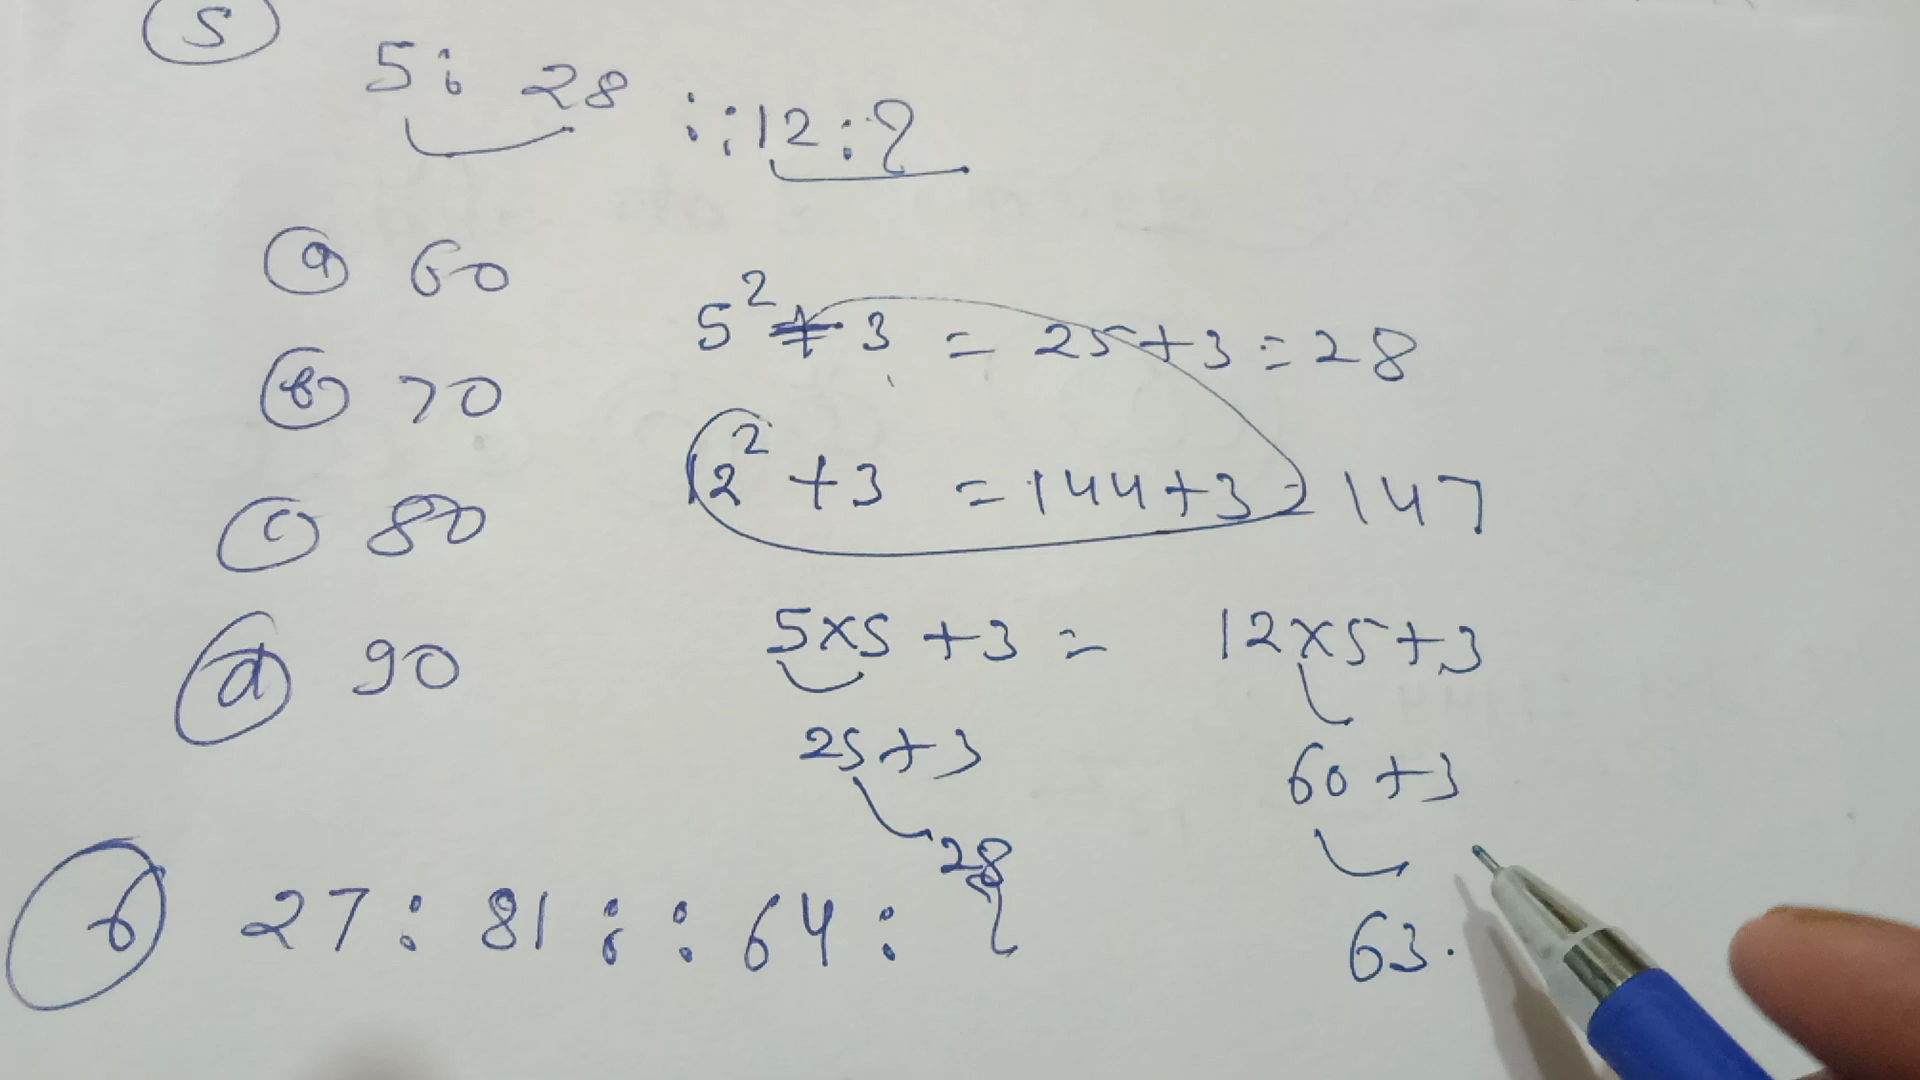 5
5 : 28 :: 12 : ?
a 60
b 70
c 80
d 90
5² + 3 = 25 + 3 = 28
12² + 3 = 144 + 3 = 147
5×5 + 3 = 12×5+3
25+3
60+3
28
63.
6 27 : 81 :: 64 : ?